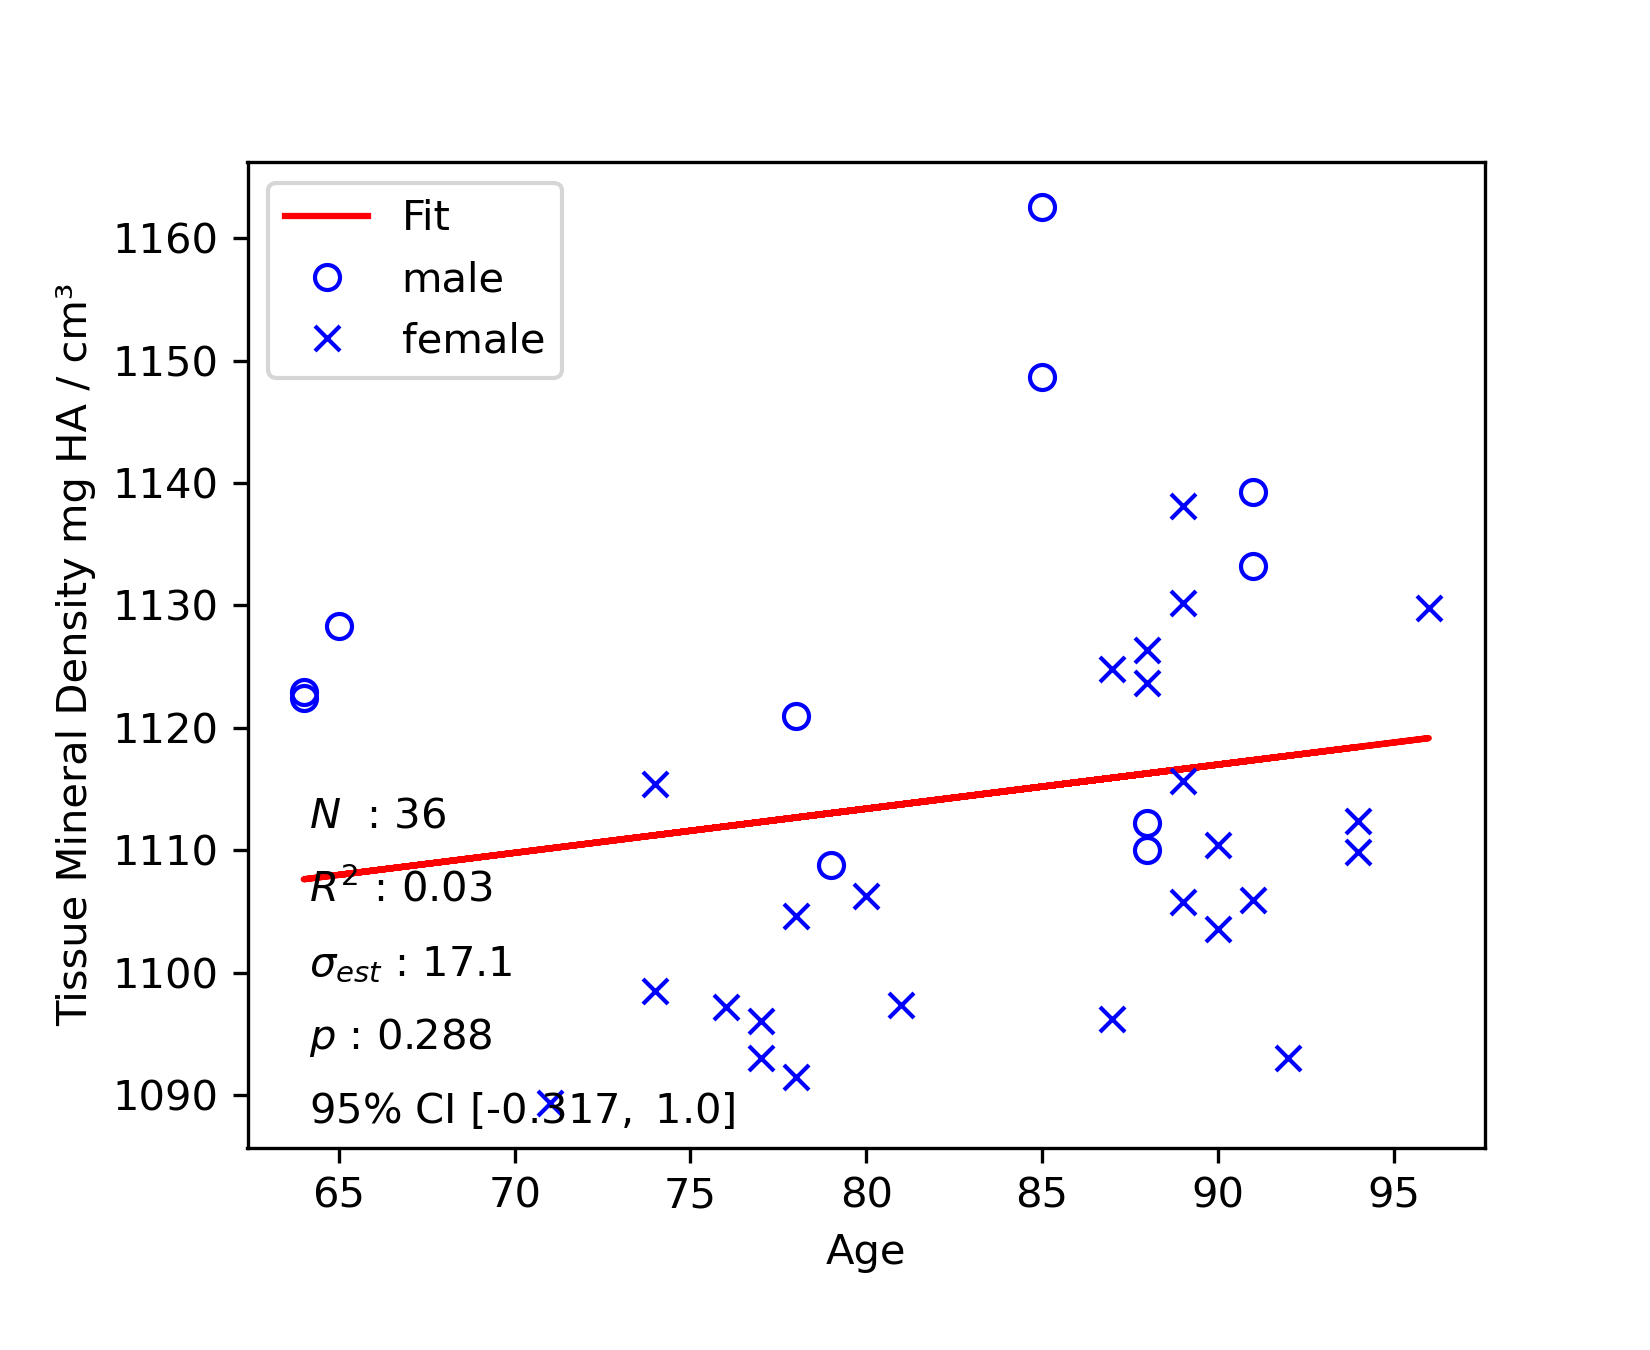 Fit
male
female
1160
1150
1140
1130
1120
1110
1100
1090
Tissue Mineral Density mg HA / cm³
N : 36
R² : 0.03
σest : 17.1
p : 0.288
95% CI [-0.317, 1.0]
65 70 75 80 85 90 95
Age